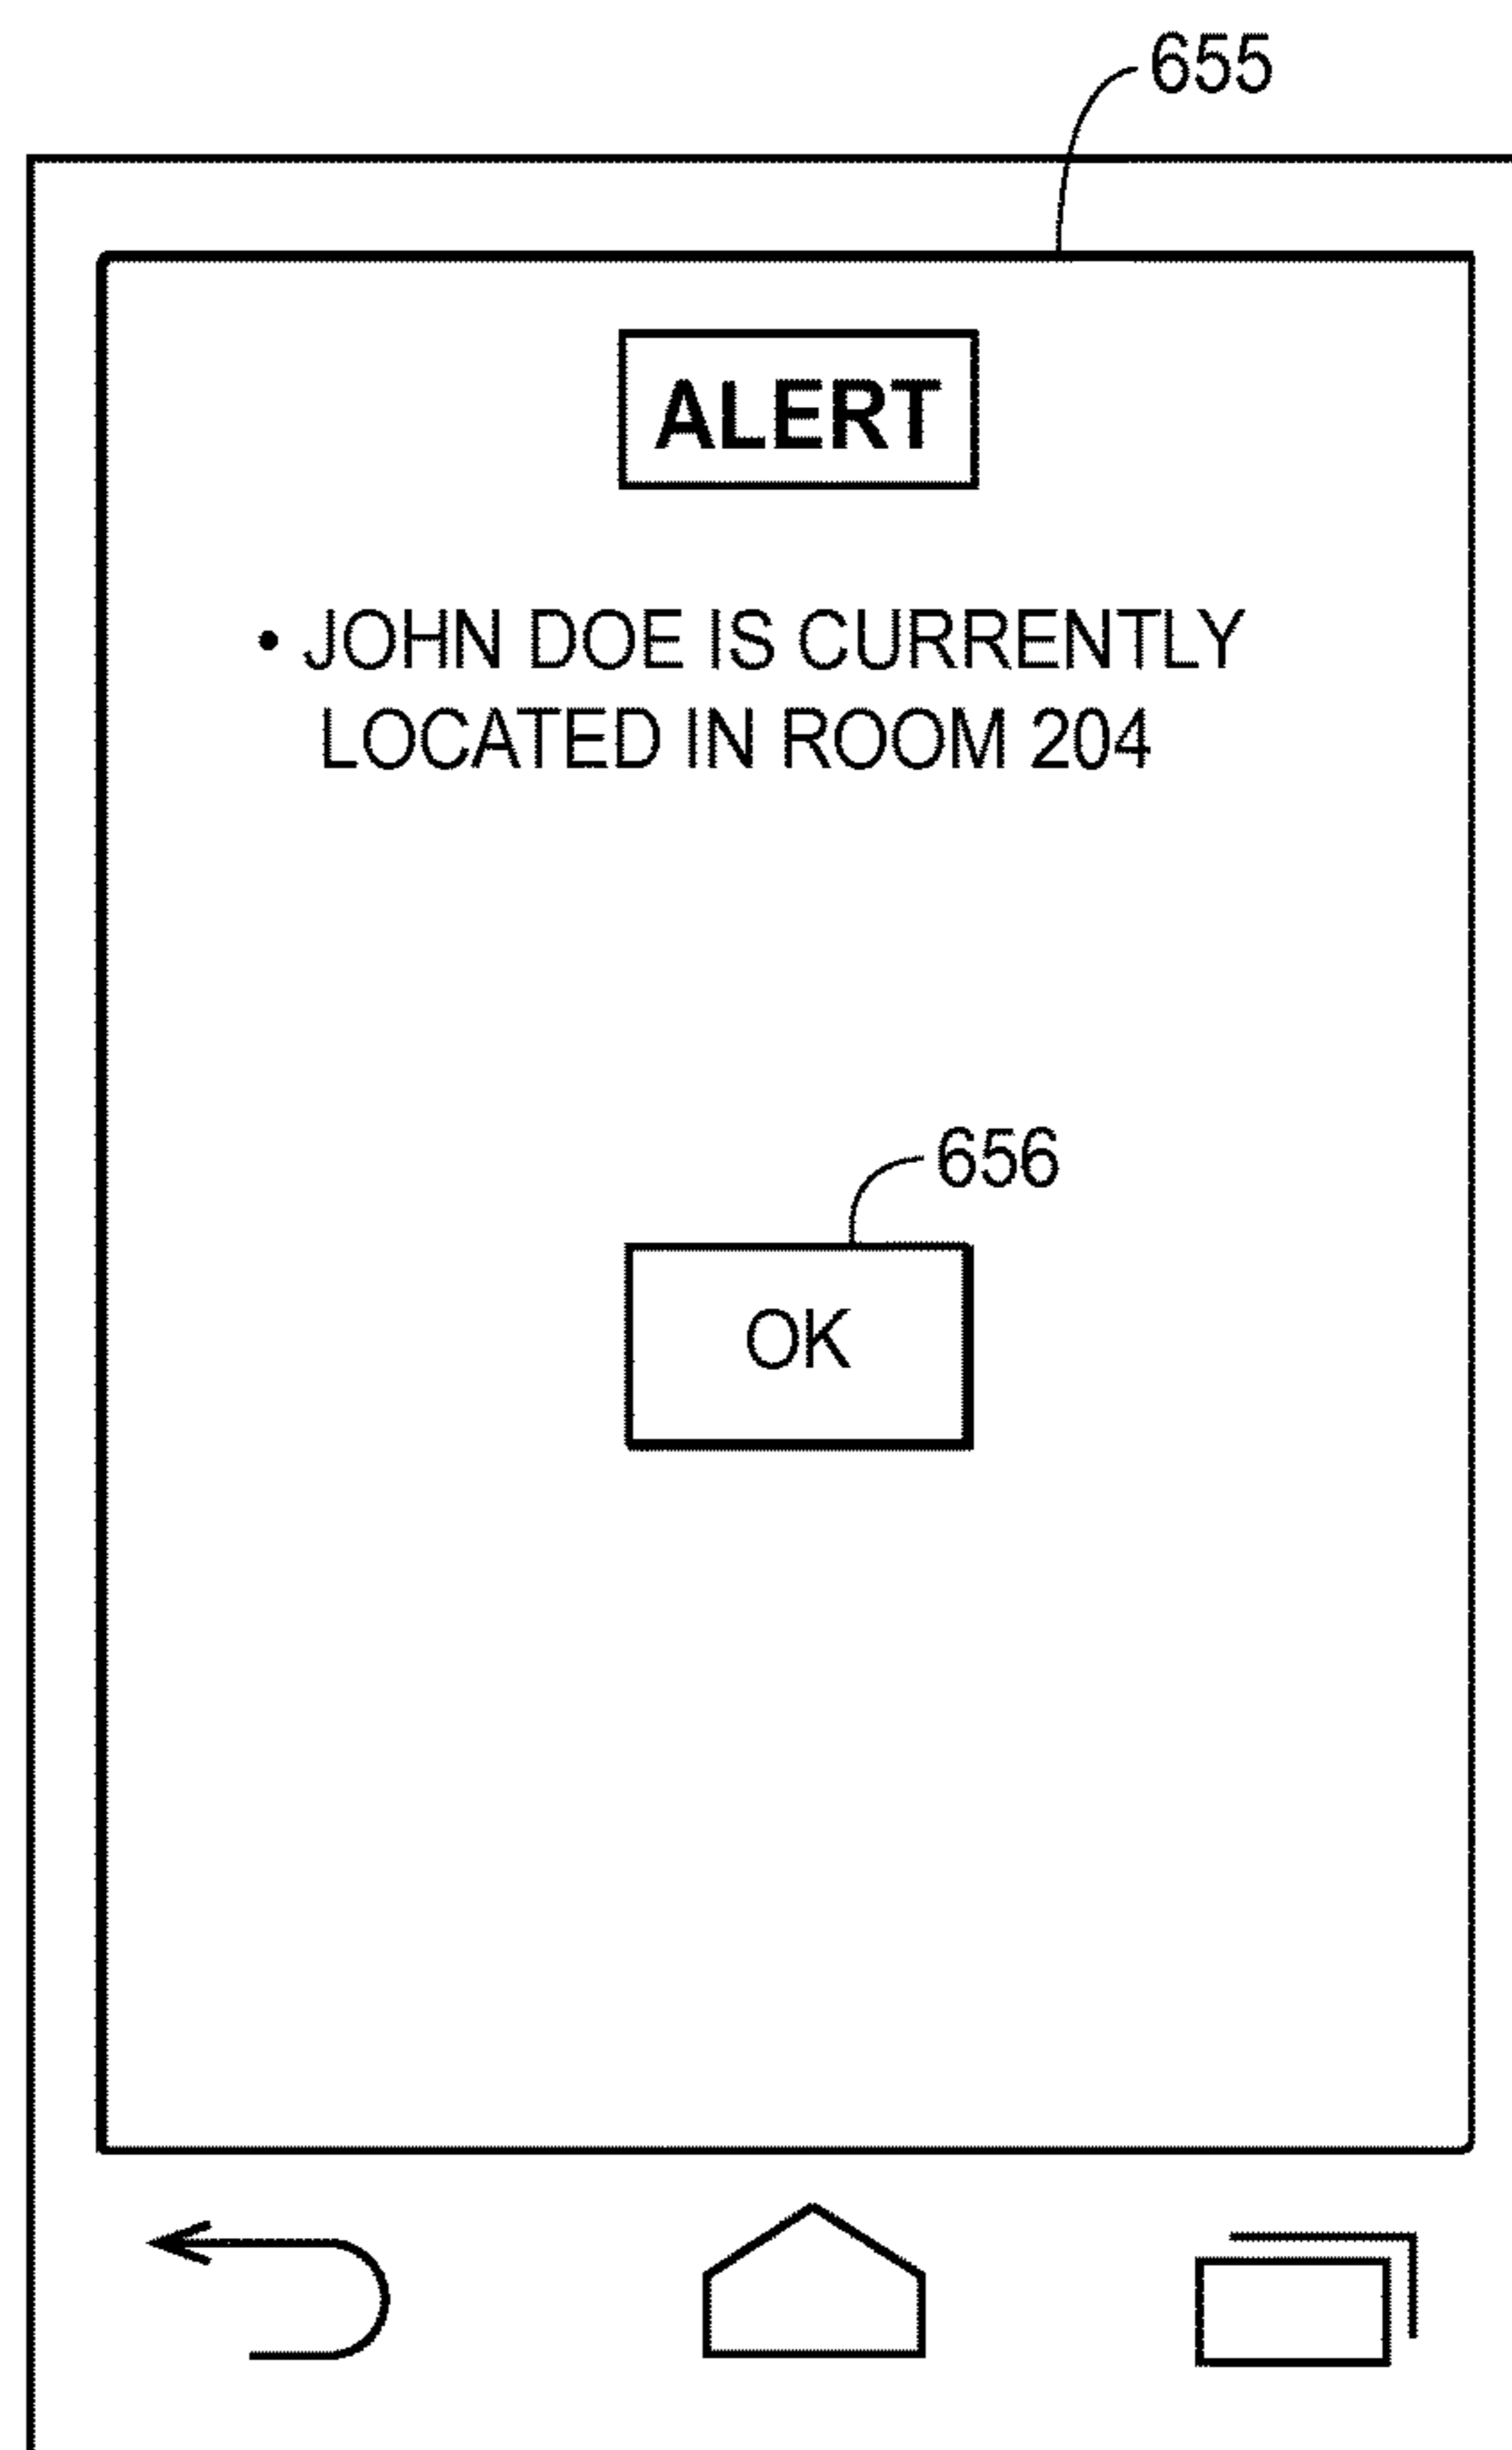 655
ALERT
• JOHN DOE IS CURRENTLY
LOCATED IN ROOM 204
656
OK